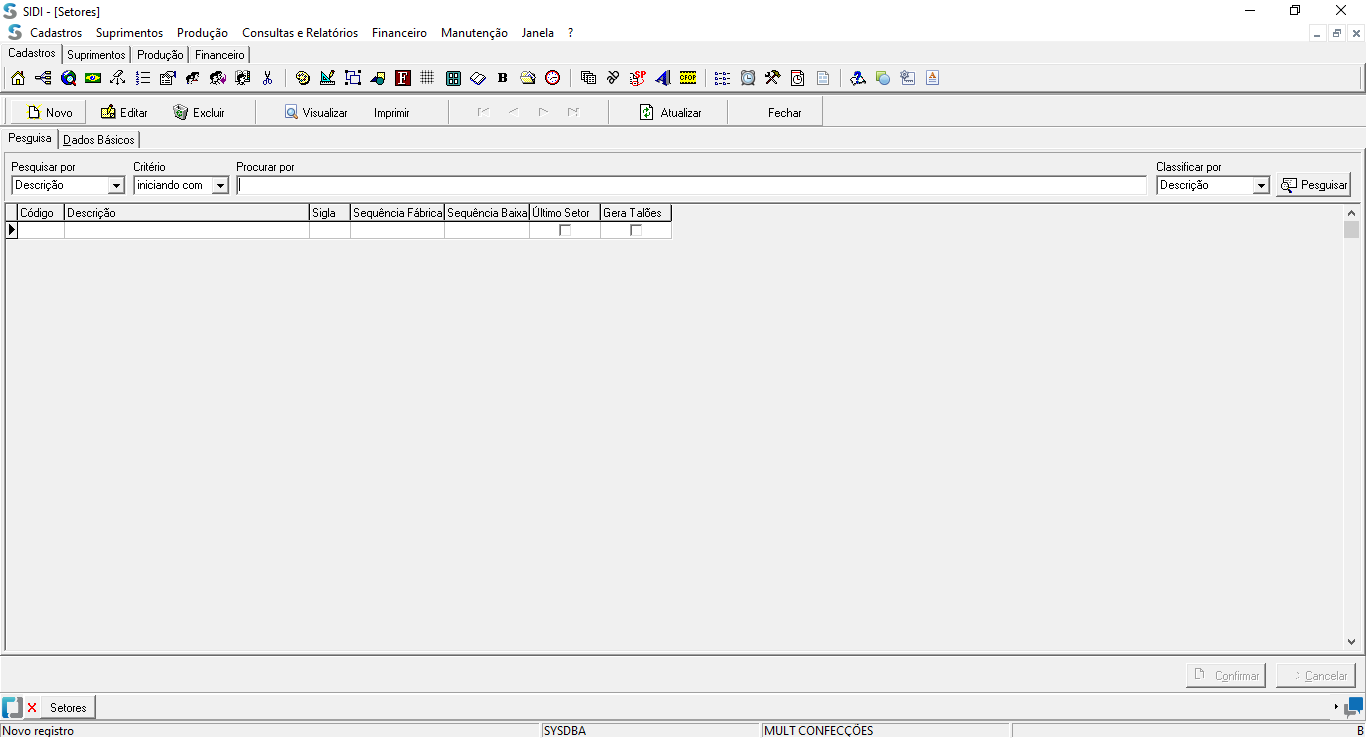 SIDI - [Setores]
Cadastros Suprimentos Produção Consultas e Relatórios Financeiro Manutenção Janela ?
Cadastros Suprimentos Produção Financeiro
F B SP CFOP A
Novo Editar Excluir Visualizar Imprimir Atualizar Fechar
Pesquisa Dados Básicos
Pesquisar por Critério Procurar por Classificar por
Descrição iniciando com Descrição Pesquisar
Código Descrição Sigla Sequência Fábrica Sequência Baixa Último Setor Gera Talões
Confirmar Cancelar
Setores
Novo registro SYSDBA MULT CONFECÇÕES B